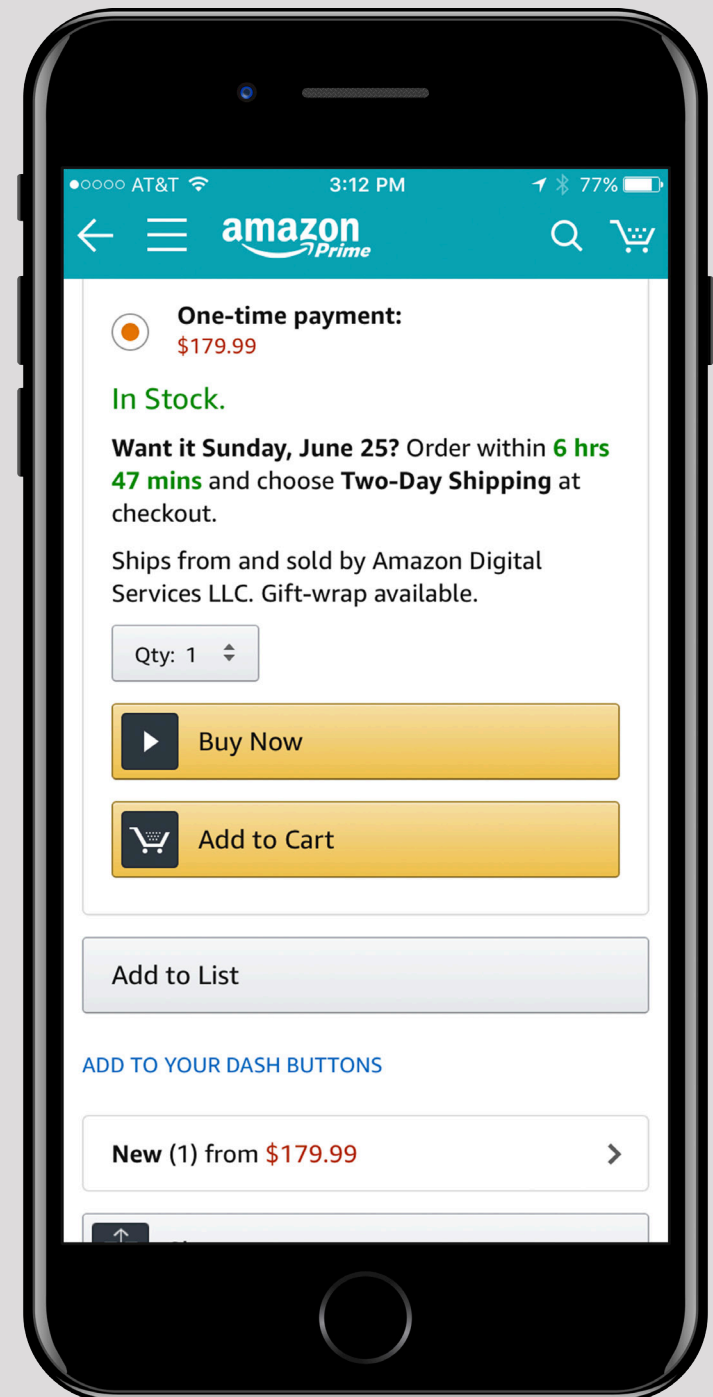 AT&T 3:12 PM 77%
amazon
Prime
One-time payment:
$179.99
In Stock.
Want it Sunday, June 25? Order within 6 hrs
47 mins and choose Two-Day Shipping at
checkout.
Ships from and sold by Amazon Digital
Services LLC. Gift-wrap available.
Qty: 1
Buy Now
Add to Cart
Add to List
ADD TO YOUR DASH BUTTONS
New (1) from $179.99